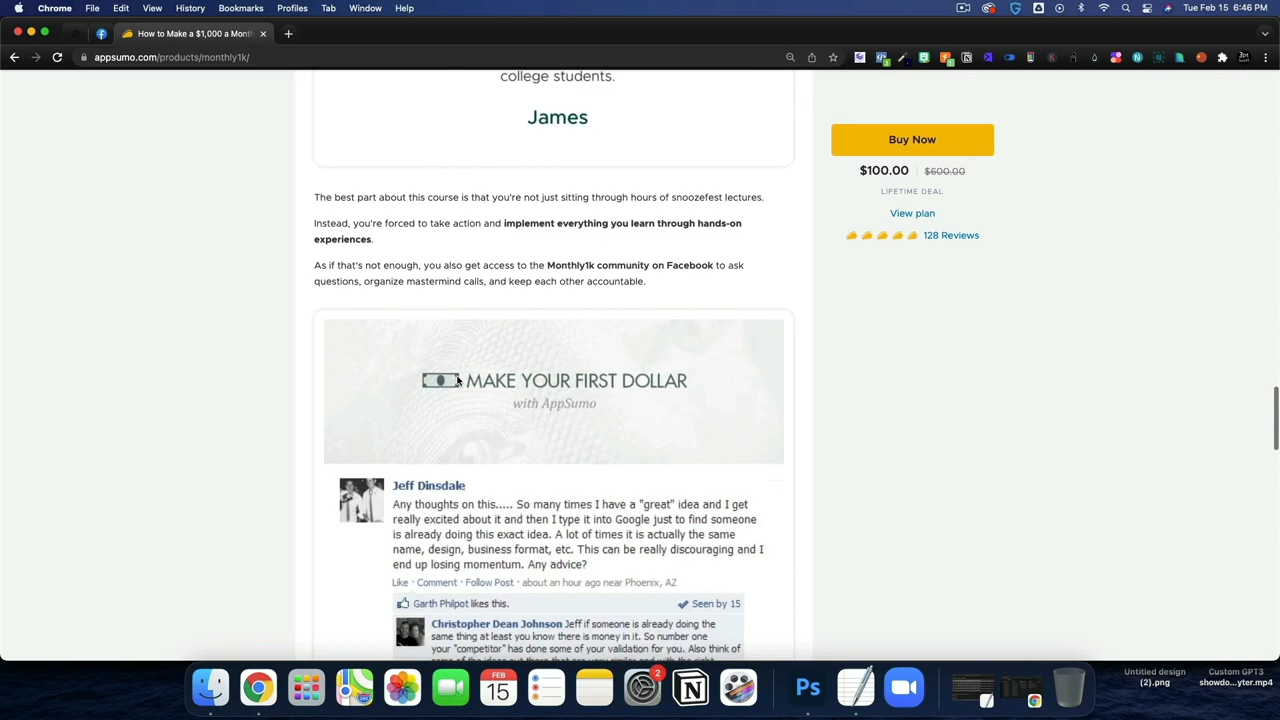 Chrome File Edit View History Bookmarks Profiles Tab Window Help
Tue Feb 15 6:46 PM
How to Make a $1,000 a Mont
appsumo.com/products/monthly1k/
college students.
James
Buy Now
$100.00 $600.00
LIFETIME DEAL
View plan
128 Reviews
The best part about this course is that you're not just sitting through hours of snoozefest lectures.
Instead, you're forced to take action and implement everything you learn through hands-on
experiences.
As if that's not enough, you also get access to the Monthly1k community on Facebook to ask
questions, organize mastermind calls, and keep each other accountable.
MAKE YOUR FIRST DOLLAR
with AppSumo
Jeff Dinsdale
Any thoughts on this..... So many times I have a "great" idea and I get
really excited about it and then I type it into Google just to find someone
is already doing this exact idea. A lot of times it is actually the same
name, design, business format, etc. This can be really discouraging and I
end up losing momentum. Any advice?
Like · Comment · Follow Post · about an hour ago near Phoenix, AZ
Garth Philpot likes this. Seen by 15
Christopher Dean Johnson Jeff if someone is already doing the
same thing at least you know there is money in it. So number one
your "competitor" has done some of your validation for you. Also think of
FEB
15
2
Ps
Untitled design
(2).png
Custom GPT3
showdo...yter.mp4